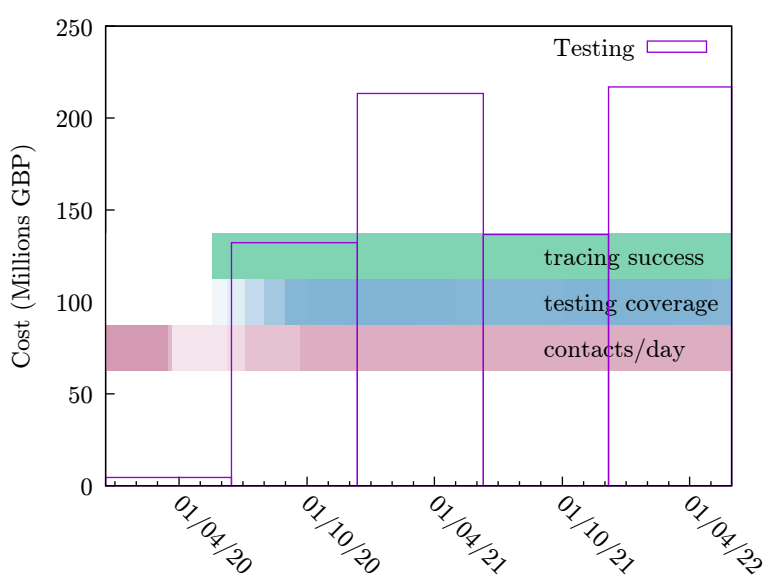 250
200
150
100
50
0
Cost (Millions GBP)
Testing
tracing success
testing coverage
contacts/day
01/04/20
01/10/20
01/04/21
01/10/21
01/04/22